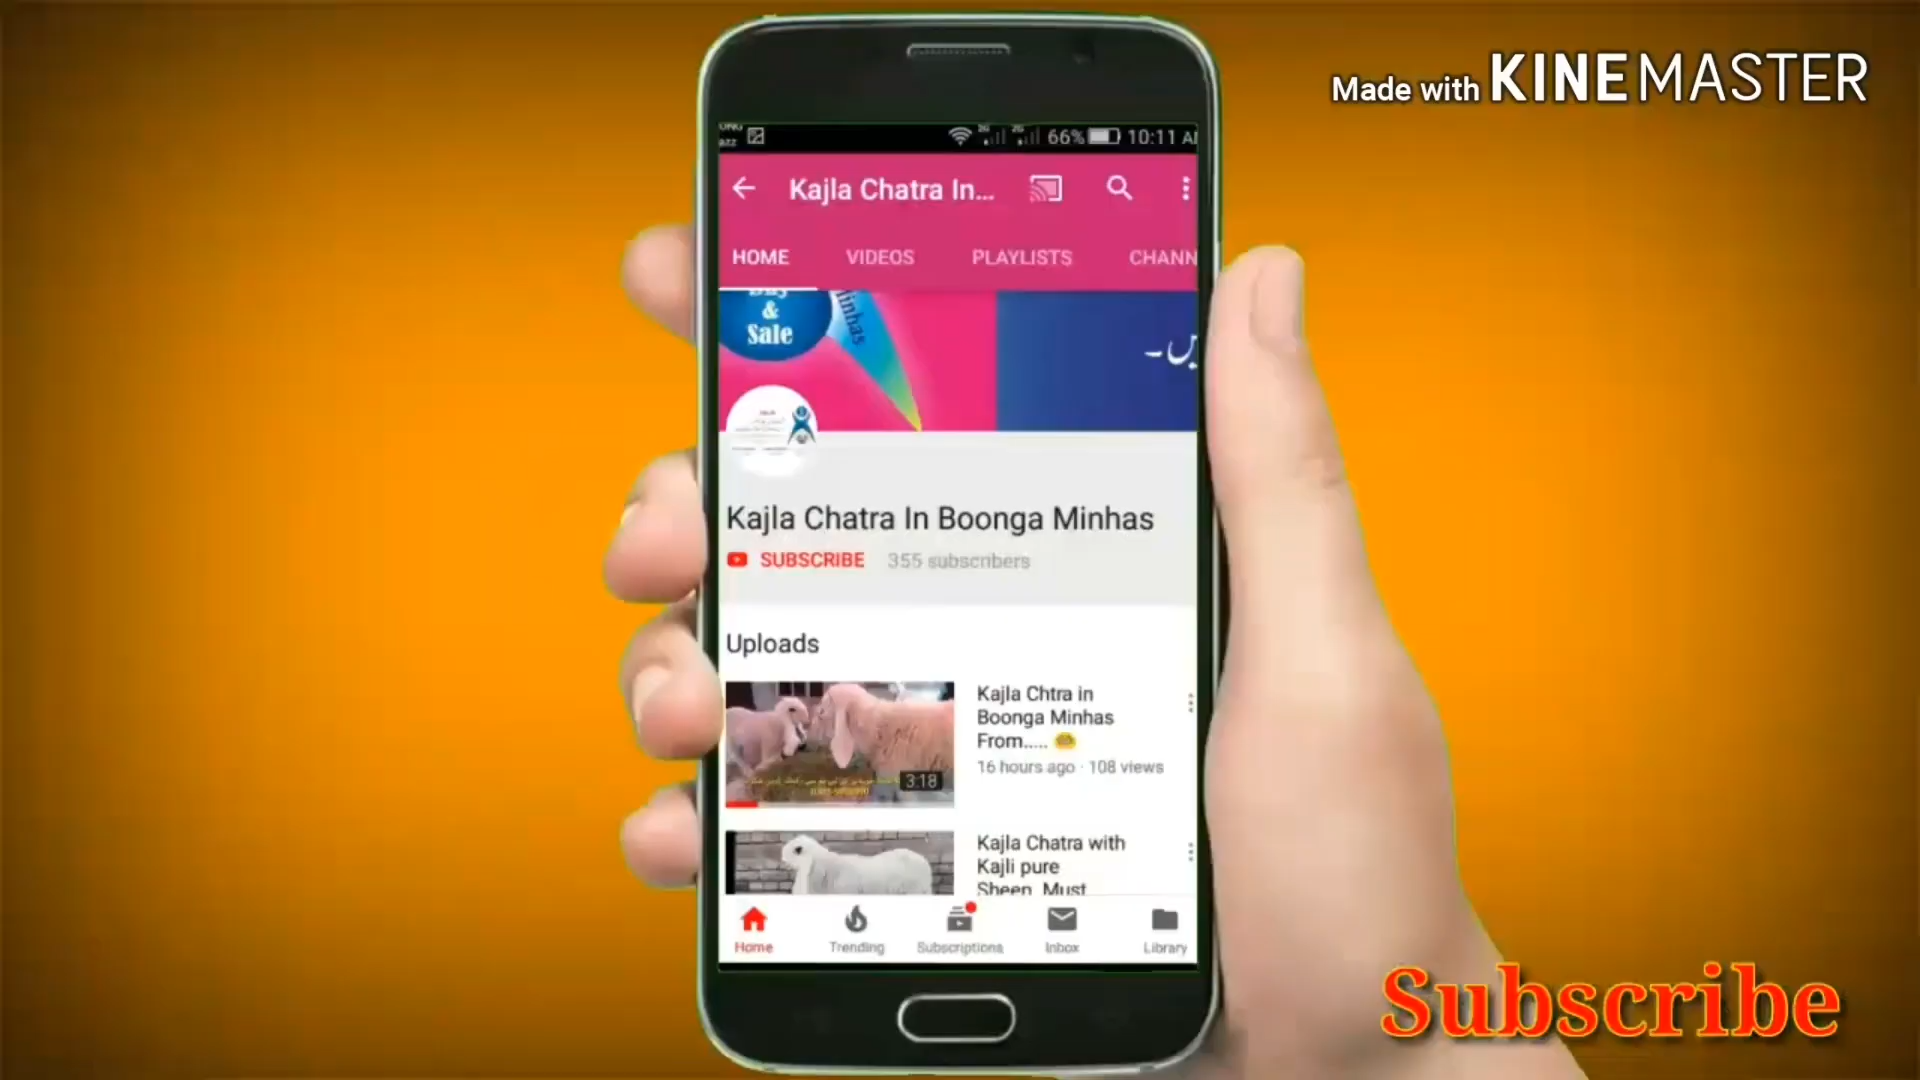 Made with KINEMASTER
66% 10:11
Kajla Chatra In...
HOME VIDEOS PLAYLISTS CHANN
&
Sale
Minhas
Kajla Chatra In Boonga Minhas
SUBSCRIBE 355 subscribers
Uploads
Kajla Chtra in
Boonga Minhas
From.....
16 hours ago · 108 views
3:18
Kajla Chatra with
Kajli pure
Sheep, Must
Home Trending Subscriptions Inbox Library
Subscribe